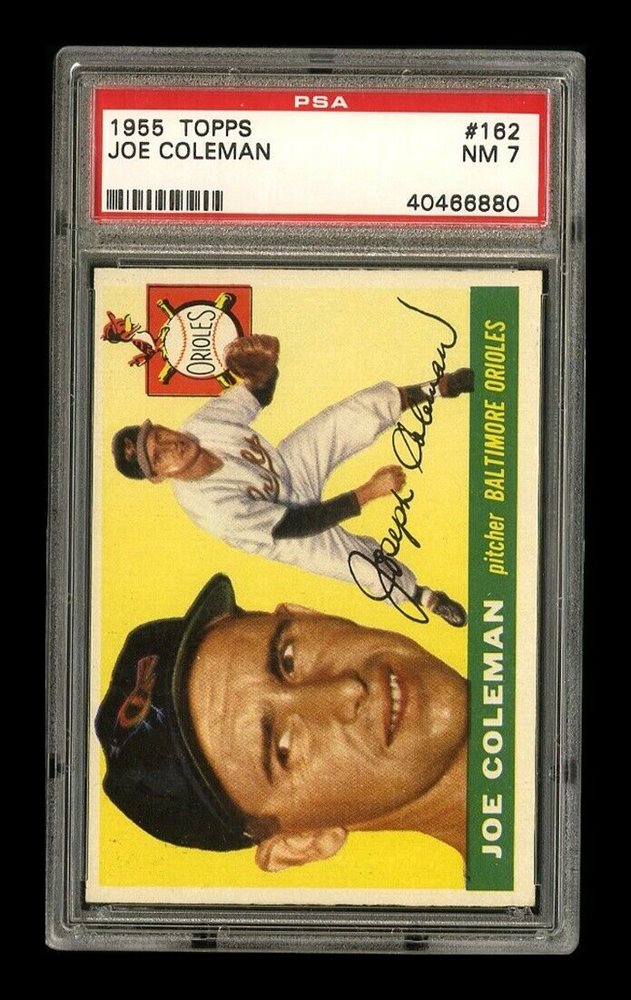 PSA
1955 TOPPS
#162
JOE COLEMAN
NM 7
40466880
ORIOLES
Joseph Coleman
JOE COLEMAN pitcher BALTIMORE ORIOLES